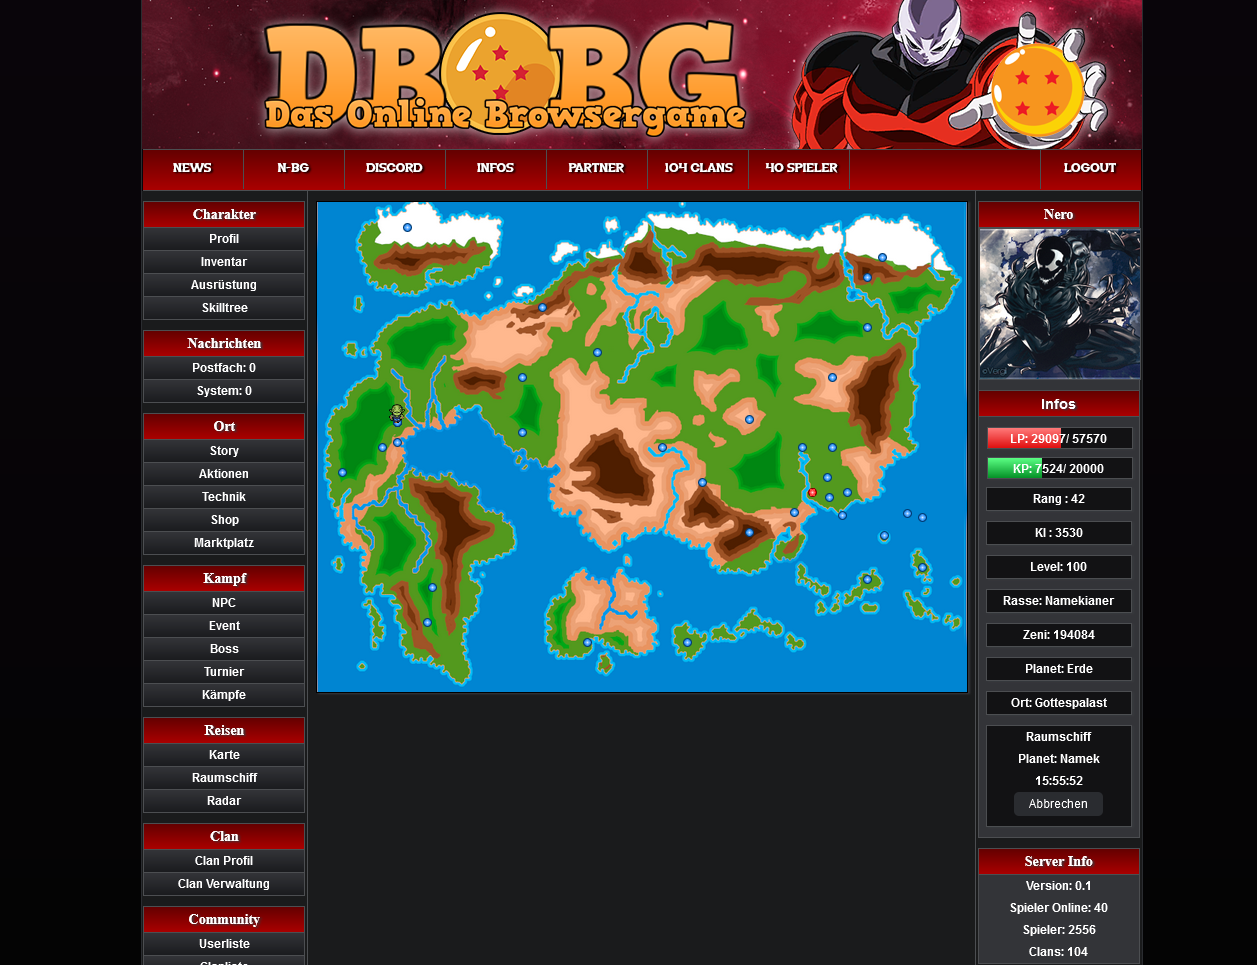 DB BG
Das Online Browsergame
NEWS
N-BG
DISCORD
INFOS
PARTNER
104 CLANS
40 SPIELER
LOGOUT
Charakter
Profil
Inventar
Ausrüstung
Skilltree
Nachrichten
Postfach: 0
System: 0
Ort
Story
Aktionen
Technik
Shop
Marktplatz
Kampf
NPC
Event
Boss
Turnier
Kämpfe
Reisen
Karte
Raumschiff
Radar
Clan
Clan Profil
Clan Verwaltung
Community
Userliste
Clanliste
Nero
©Vergil
Infos
LP: 29097/ 57570
KP: 7524/ 20000
Rang : 42
KI : 3530
Level: 100
Rasse: Namekianer
Zeni: 194084
Planet: Erde
Ort: Gottespalast
Raumschiff
Planet: Namek
15:55:52
Abbrechen
Server Info
Version: 0.1
Spieler Online: 40
Spieler: 2556
Clans: 104